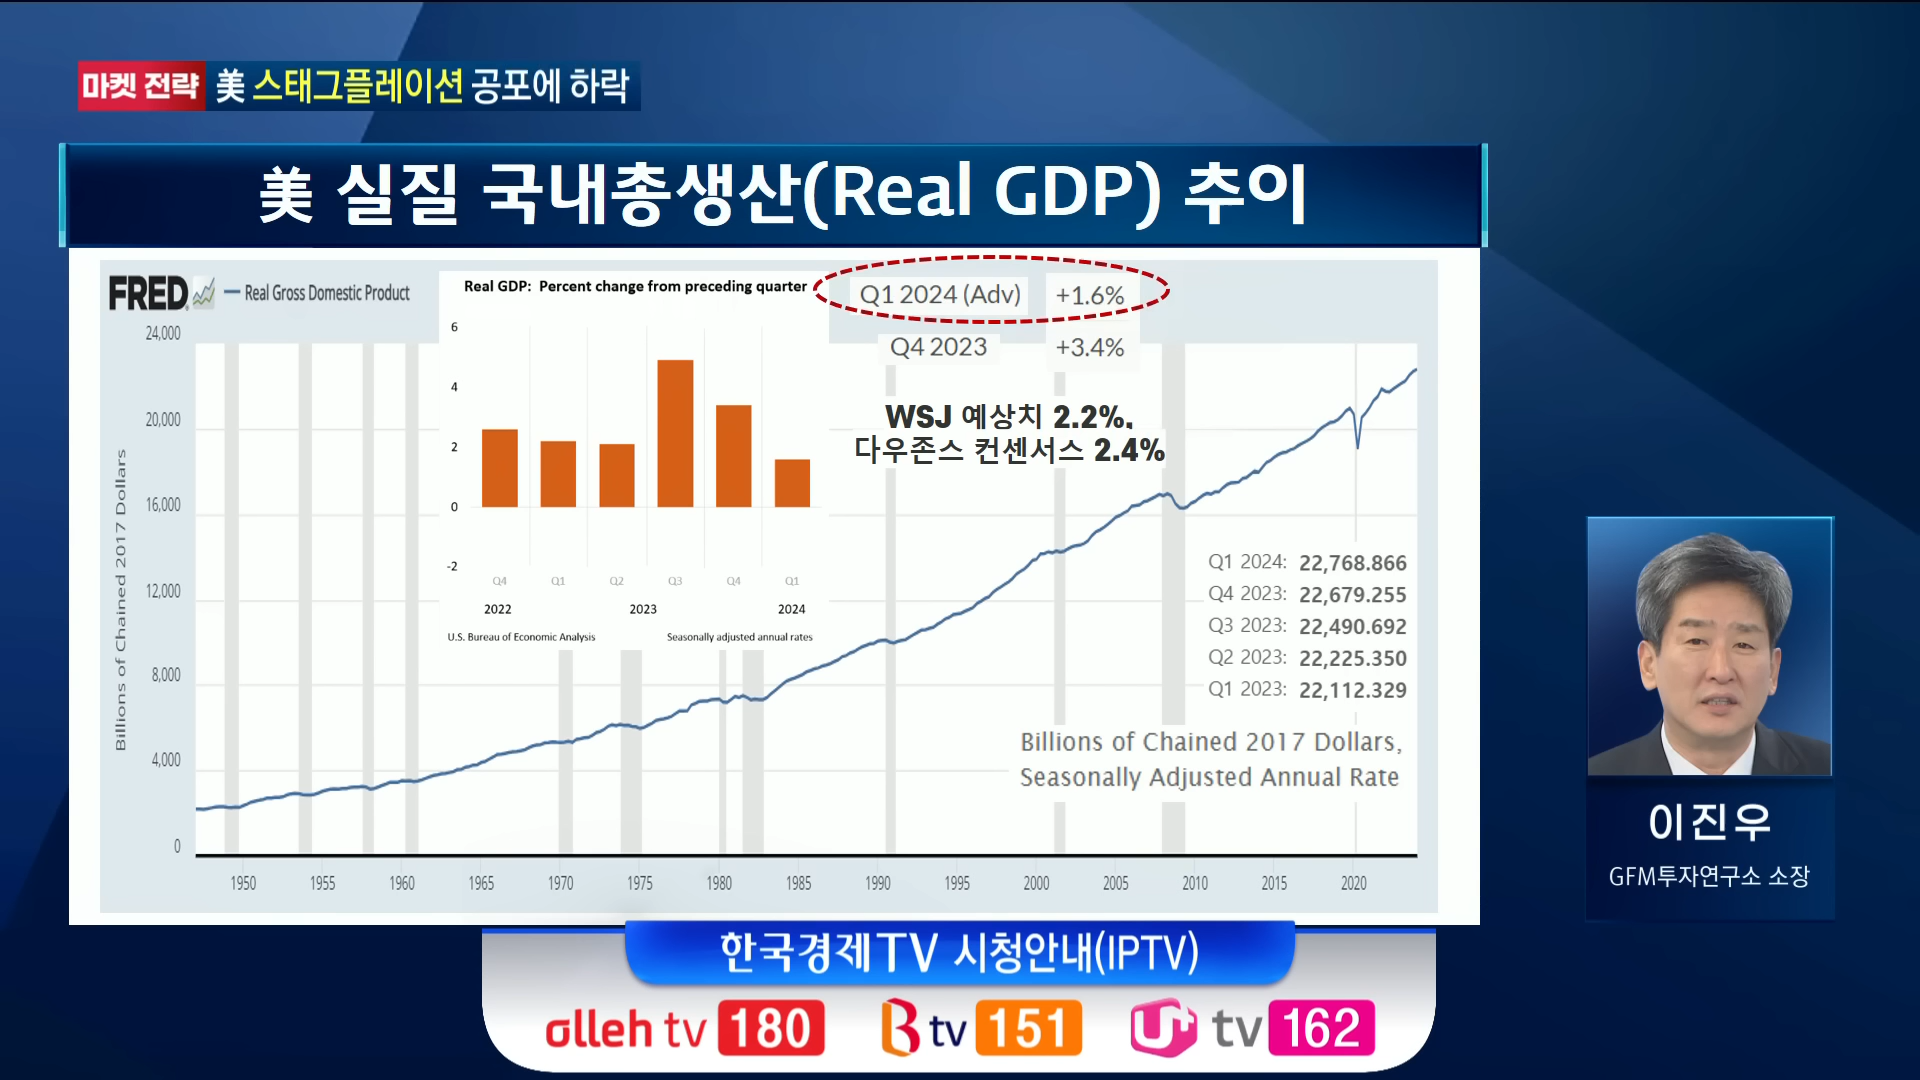 마켓 전략 美 스태그플레이션 공포에 하락
美 실질 국내총생산(Real GDP) 추이
FRED
Real Gross Domestic Product
Real GDP: Percent change from preceding quarter
6
4
2
0
-2
Q4 Q1 Q2 Q3 Q4 Q1
2022 2023 2024
U.S. Bureau of Economic Analysis Seasonally adjusted annual rates
Q1 2024 (Adv) +1.6%
Q4 2023 +3.4%
WSJ 예상치 2.2%,
다우존스 컨센서스 2.4%
Billions of Chained 2017 Dollars
24,000
20,000
16,000
12,000
8,000
4,000
0
1950 1955 1960 1965 1970 1975 1980 1985 1990 1995 2000 2005 2010 2015 2020
Q1 2024: 22,768.866
Q4 2023: 22,679.255
Q3 2023: 22,490.692
Q2 2023: 22,225.350
Q1 2023: 22,112.329
Billions of Chained 2017 Dollars,
Seasonally Adjusted Annual Rate
이진우
GFM투자연구소 소장
한국경제TV 시청안내(IPTV)
olleh tv 180 B tv 151 U+ tv 162